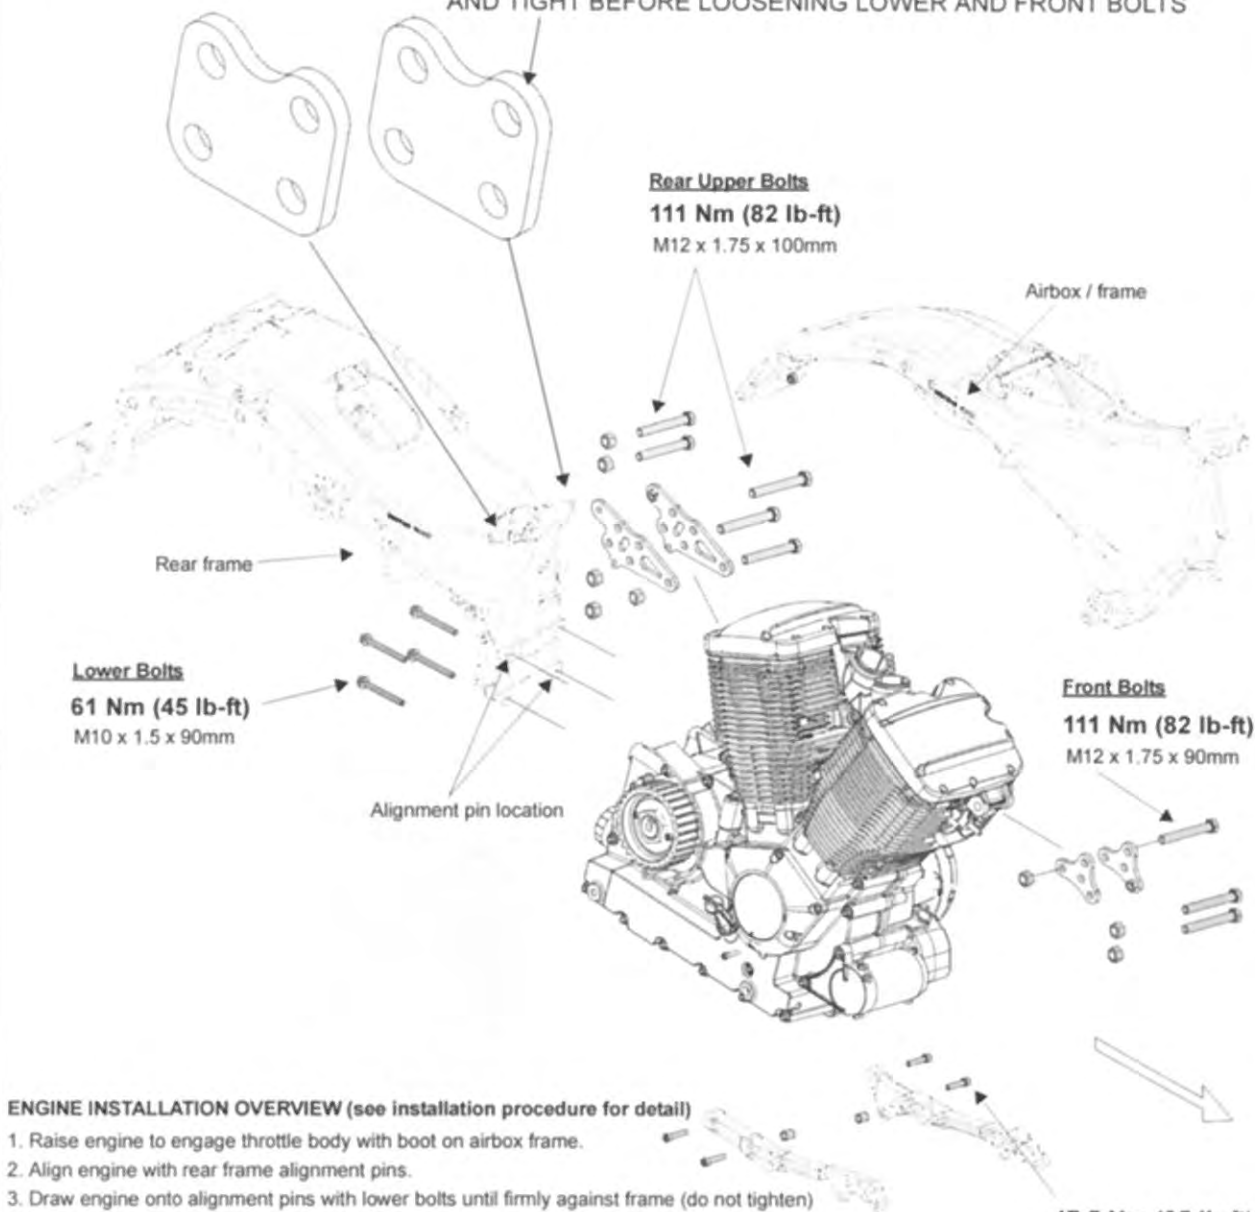 AND TIGHT BEFORE LOOSENING LOWER AND FRONT BOLTS
Rear Upper Bolts
111 Nm (82 lb-ft)
M12 x 1.75 x 100mm
Airbox / frame
Rear frame
Lower Bolts
61 Nm (45 lb-ft)
M10 x 1.5 x 90mm
Front Bolts
111 Nm (82 lb-ft)
M12 x 1.75 x 90mm
Alignment pin location
ENGINE INSTALLATION OVERVIEW (see installation procedure for detail)
1. Raise engine to engage throttle body with boot on airbox frame.
2. Align engine with rear frame alignment pins.
3. Draw engine onto alignment pins with lower bolts until firmly against frame (do not tighten)